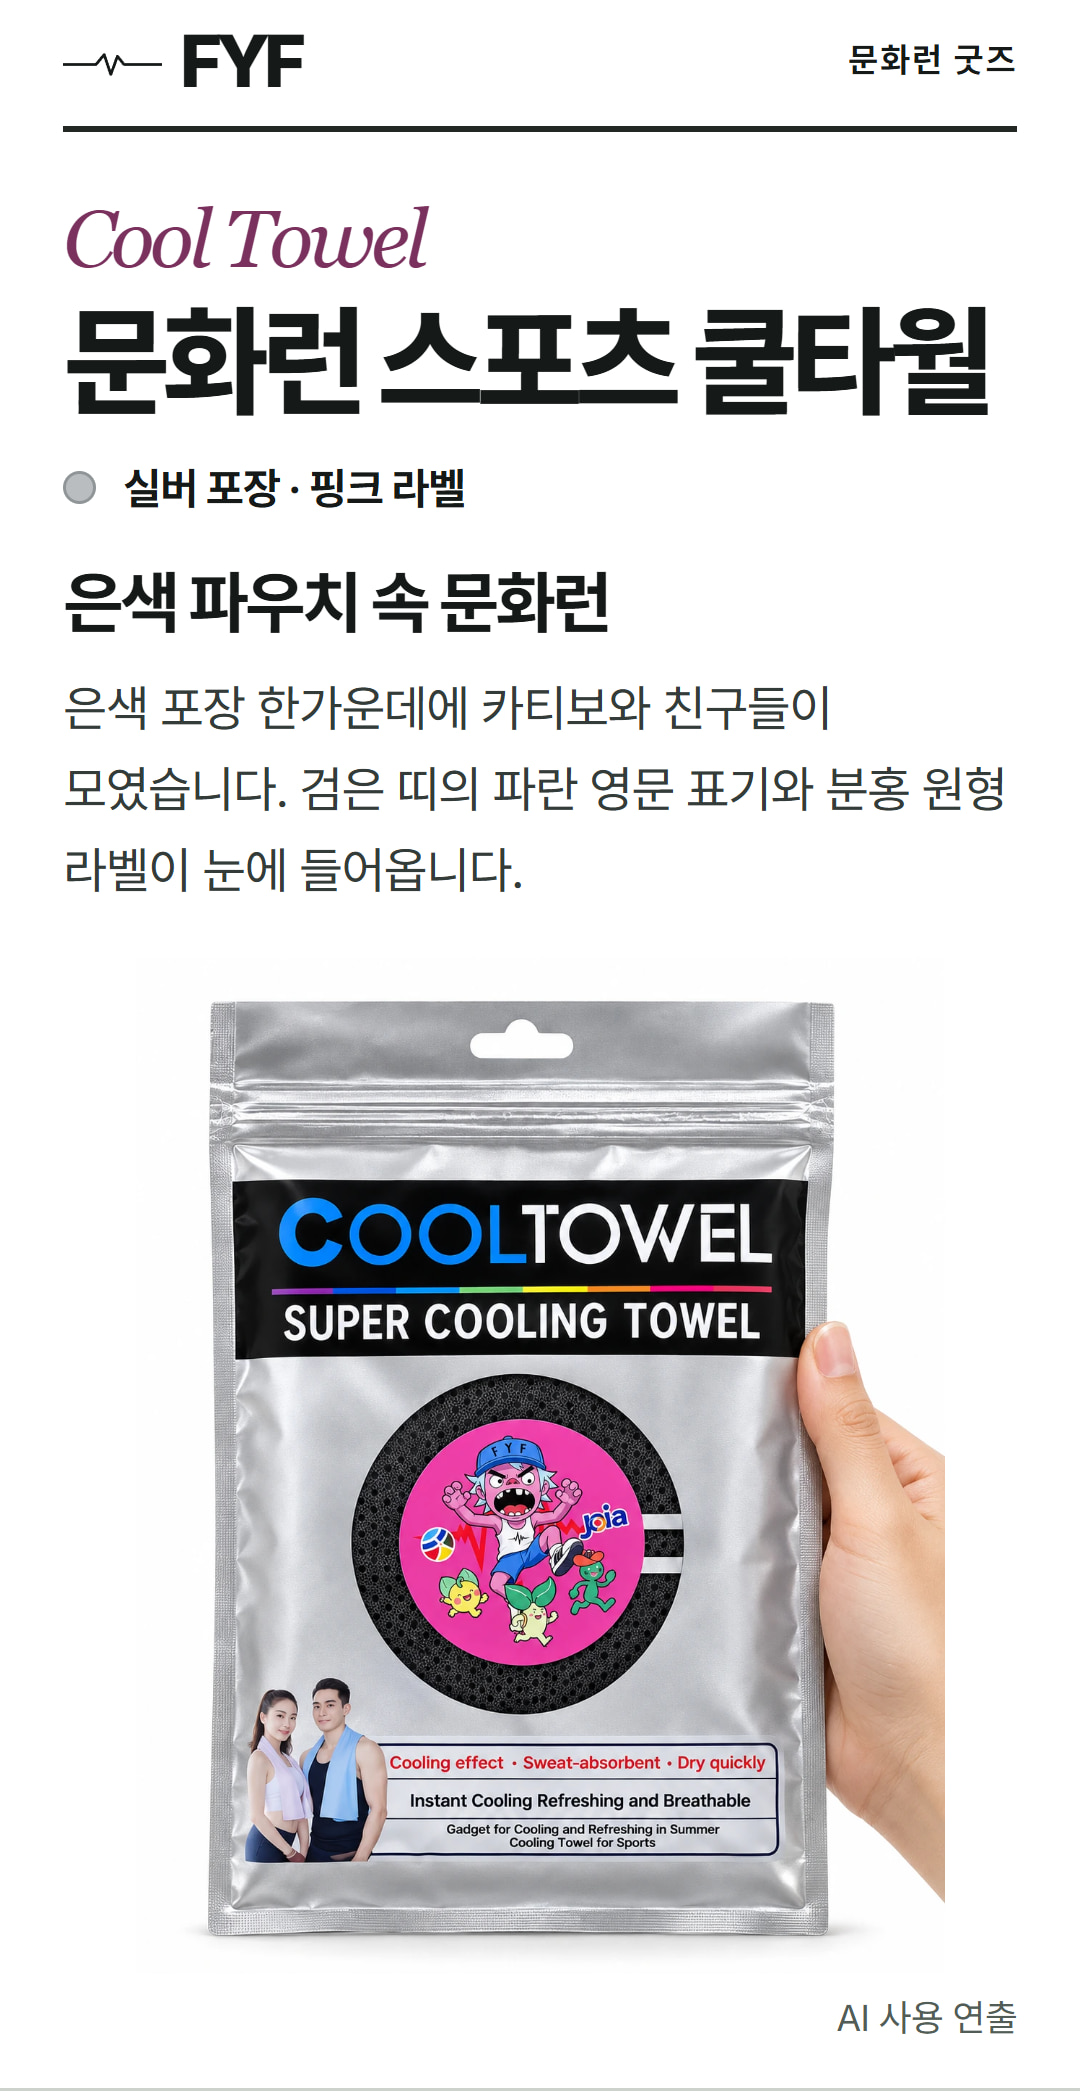 FYF
문화런 굿즈
Cool Towel
문화런 스포츠 쿨타월
실버 포장 · 핑크 라벨
은색 파우치 속 문화런
은색 포장 한가운데에 카티보와 친구들이
모였습니다. 검은 띠의 파란 영문 표기와 분홍 원형
라벨이 눈에 들어옵니다.
COOLTOWEL
SUPER COOLING TOWEL
FYF
Joia
Cooling effect • Sweat-absorbent • Dry quickly
Instant Cooling Refreshing and Breathable
Gadget for Cooling and Refreshing in Summer
Cooling Towel for Sports
AI 사용 연출